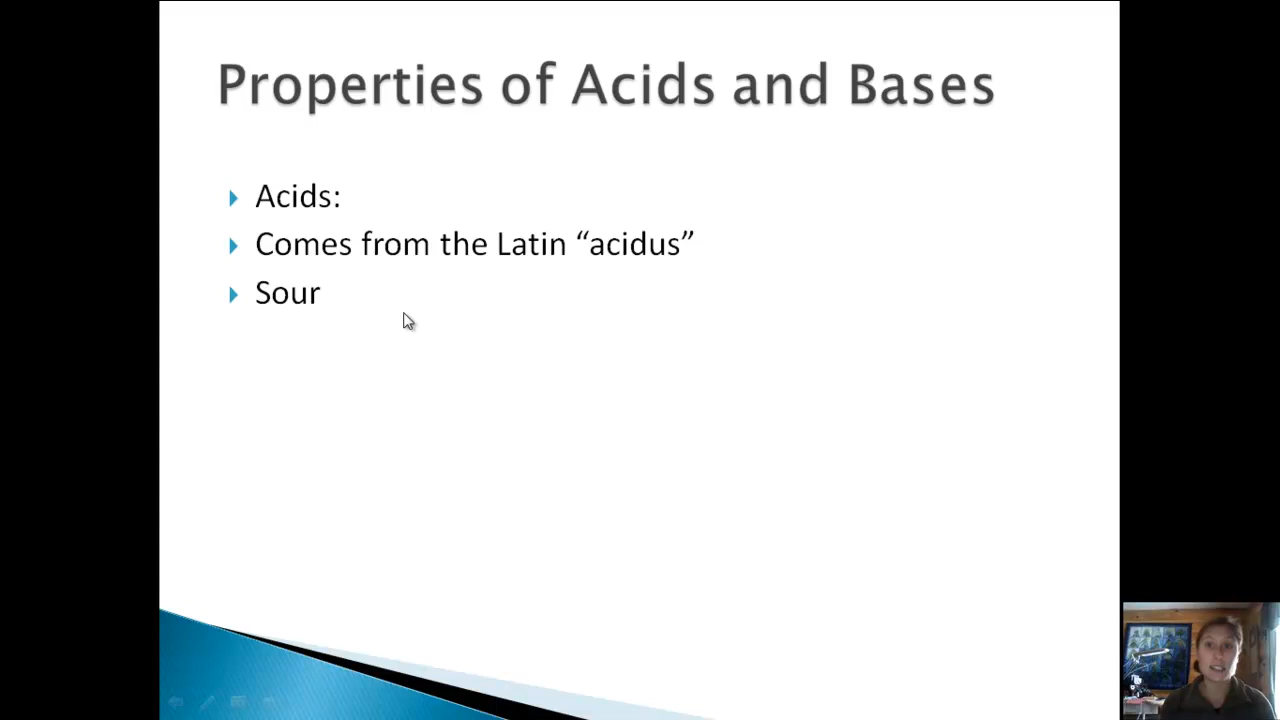 Properties of Acids and Bases
Acids:
Comes from the Latin “acidus”
Sour